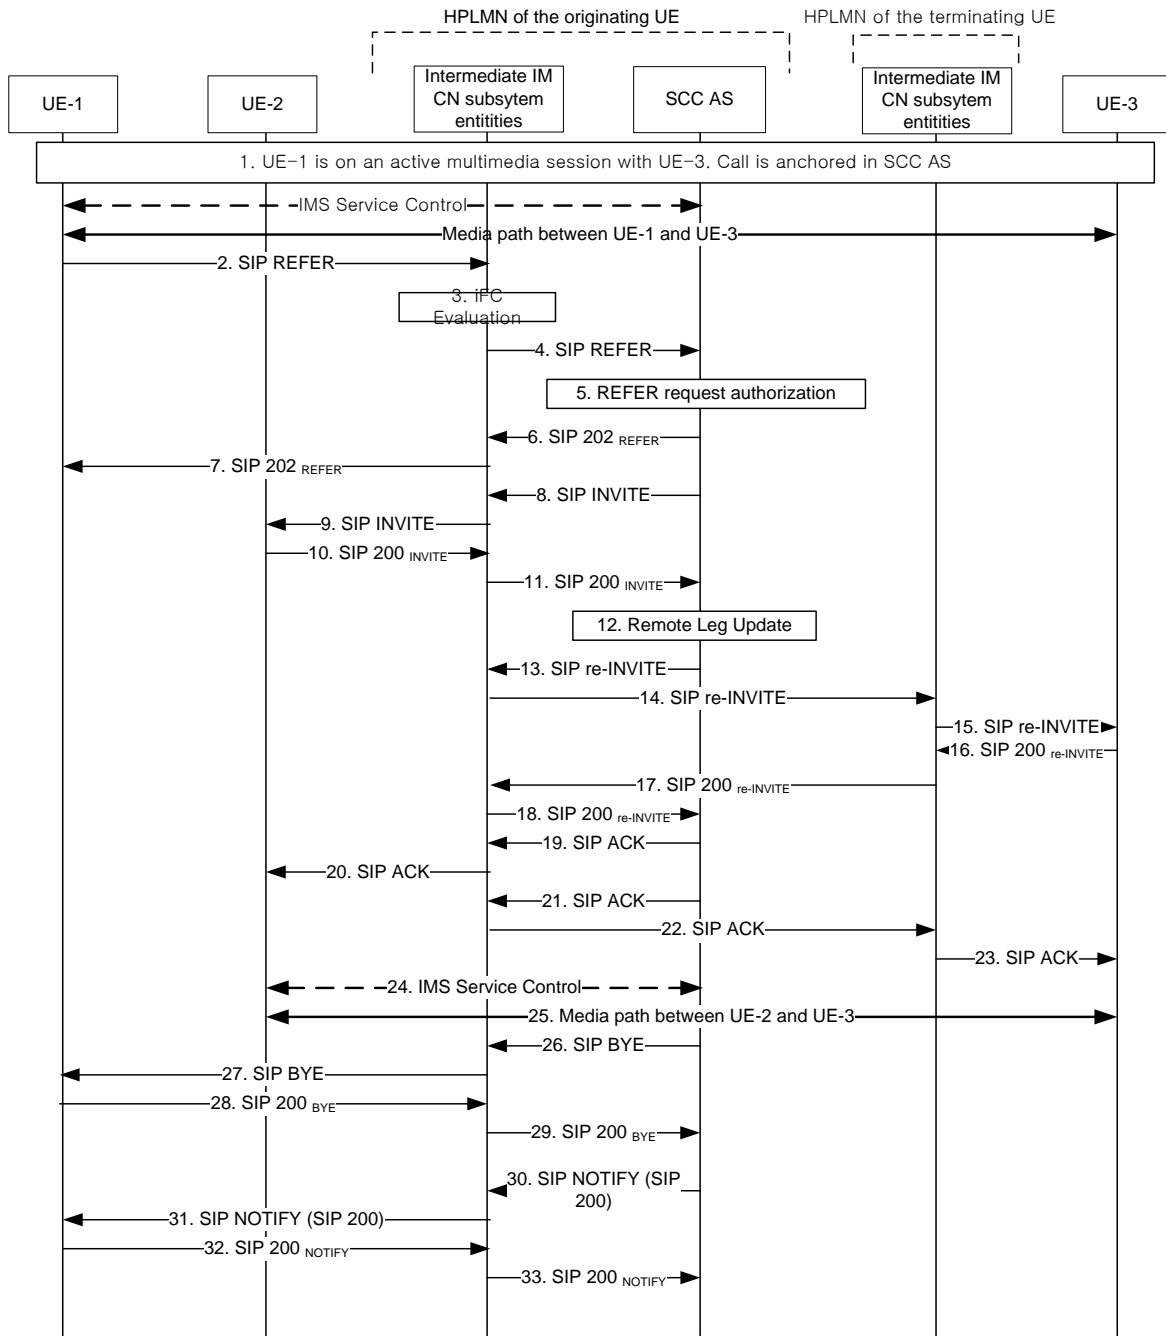 HPLMN of the originating UE
HPLMN of the terminating UE
UE-1
UE-2
Intermediate IM
CN subsytem
entitities
SCC AS
Intermediate IM
CN subsytem
entitities
UE-3
1. UE-1 is on an active multimedia session with UE-3. Call is anchored in SCC AS
IMS Service Control
Media path between UE-1 and UE-3
2. SIP REFER
3. iFC
Evaluation
4. SIP REFER
5. REFER request authorization
6. SIP 202 REFER
7. SIP 202 REFER
8. SIP INVITE
9. SIP INVITE
10. SIP 200 INVITE
11. SIP 200 INVITE
12. Remote Leg Update
13. SIP re-INVITE
14. SIP re-INVITE
15. SIP re-INVITE
16. SIP 200 re-INVITE
17. SIP 200 re-INVITE
18. SIP 200 re-INVITE
19. SIP ACK
20. SIP ACK
21. SIP ACK
22. SIP ACK
23. SIP ACK
24. IMS Service Control
25. Media path between UE-2 and UE-3
26. SIP BYE
27. SIP BYE
28. SIP 200 BYE
29. SIP 200 BYE
30. SIP NOTIFY (SIP
200)
31. SIP NOTIFY (SIP 200)
32. SIP 200 NOTIFY
33. SIP 200 NOTIFY